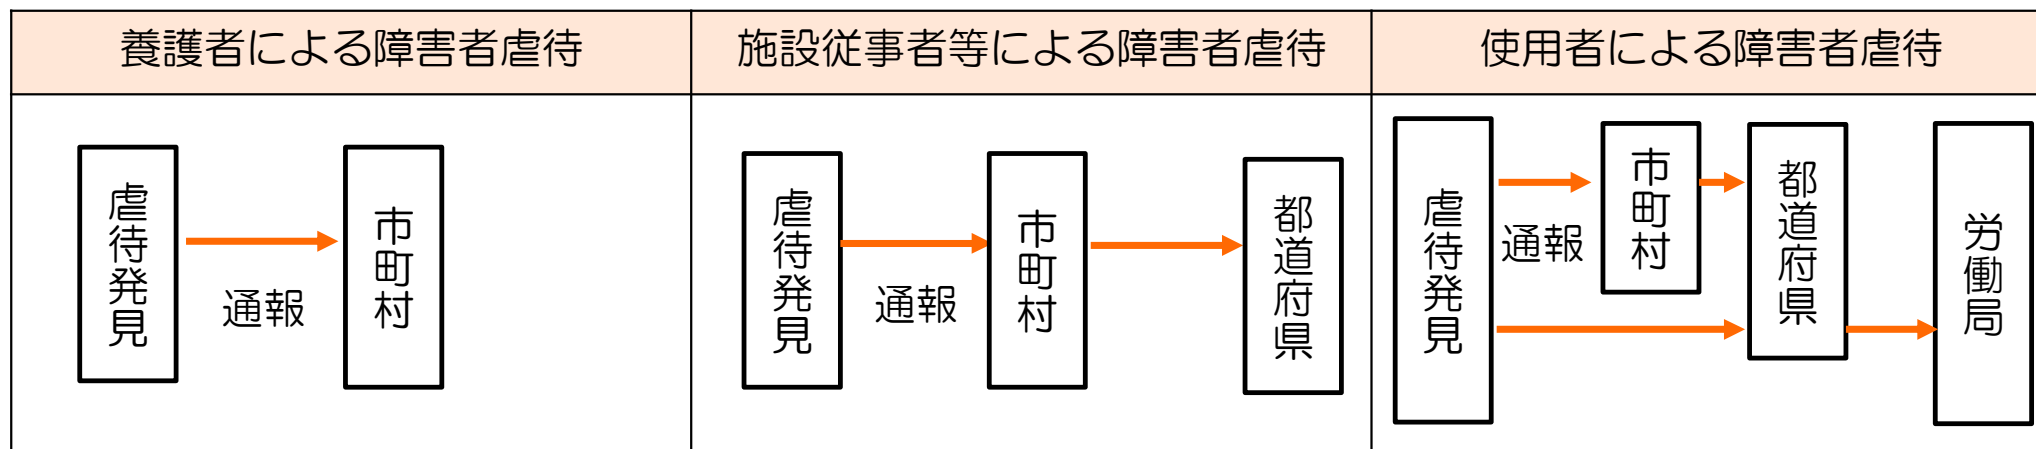 養護者による障害者虐待
施設従事者等による障害者虐待
使用者による障害者虐待
虐待発見
通報
市町村
虐待発見
通報
市町村
都道府県
虐待発見
通報
市町村
都道府県
労働局